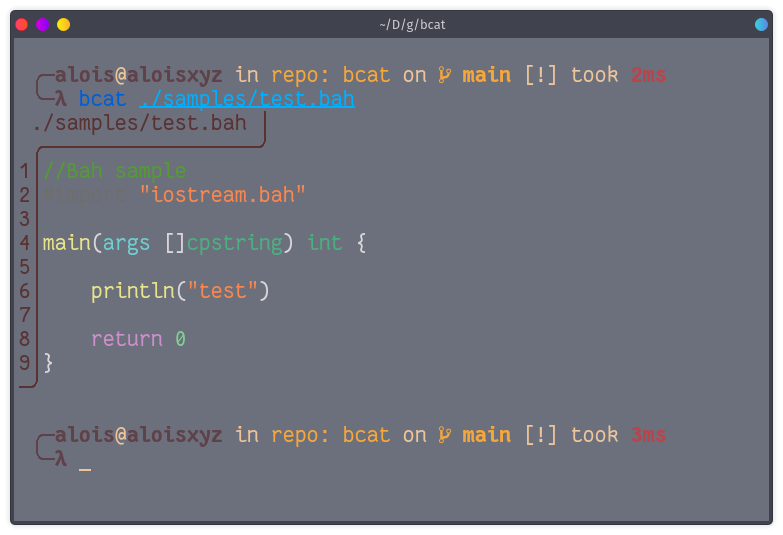 ~/D/g/bcat
alois@aloisxyz in repo: bcat on main [!] took 2ms
λ bcat ./samples/test.bah
./samples/test.bah
1 //Bah sample
2 #import "iostream.bah"
3
4 main(args []cpstring) int {
5
6 println("test")
7
8 return 0
9 }
alois@aloisxyz in repo: bcat on main [!] took 3ms
λ _